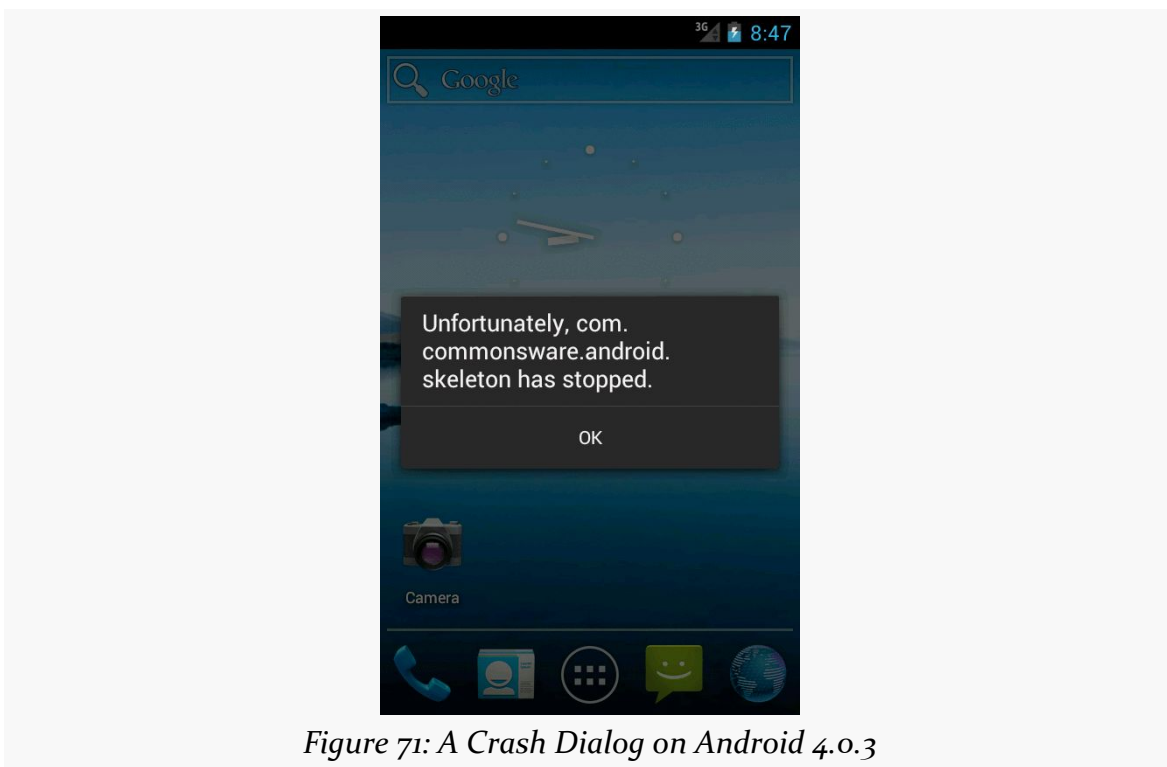 3G 8:47
Google
Unfortunately, com.
commonsware.android.
skeleton has stopped.
OK
Camera
Figure 71: A Crash Dialog on Android 4.0.3